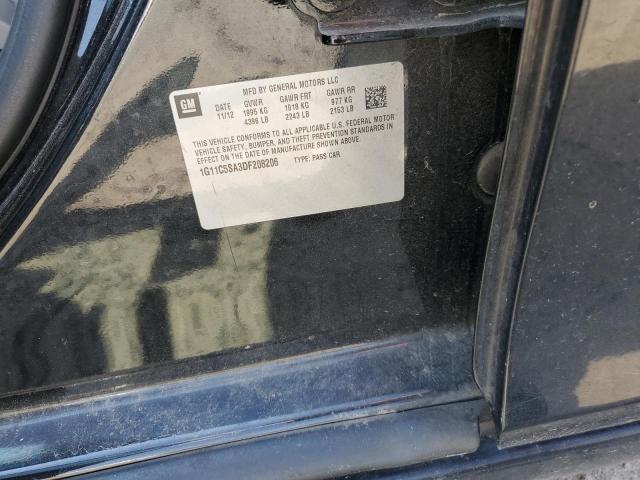 MFD BY GENERAL MOTORS LLC
GM
DATE GVWR GAWR FRT GAWR RR
11/12 1995 KG 1018 KG 977 KG
4396 LB 2243 LB 2153 LB
THIS VEHICLE CONFORMS TO ALL APPLICABLE U.S. FEDERAL MOTOR
VEHICLE SAFETY, BUMPER, AND THEFT PREVENTION STANDARDS IN
EFFECT ON THE DATE OF MANUFACTURE SHOWN ABOVE.
1G11C5SA3DF208206 TYPE: PASS CAR